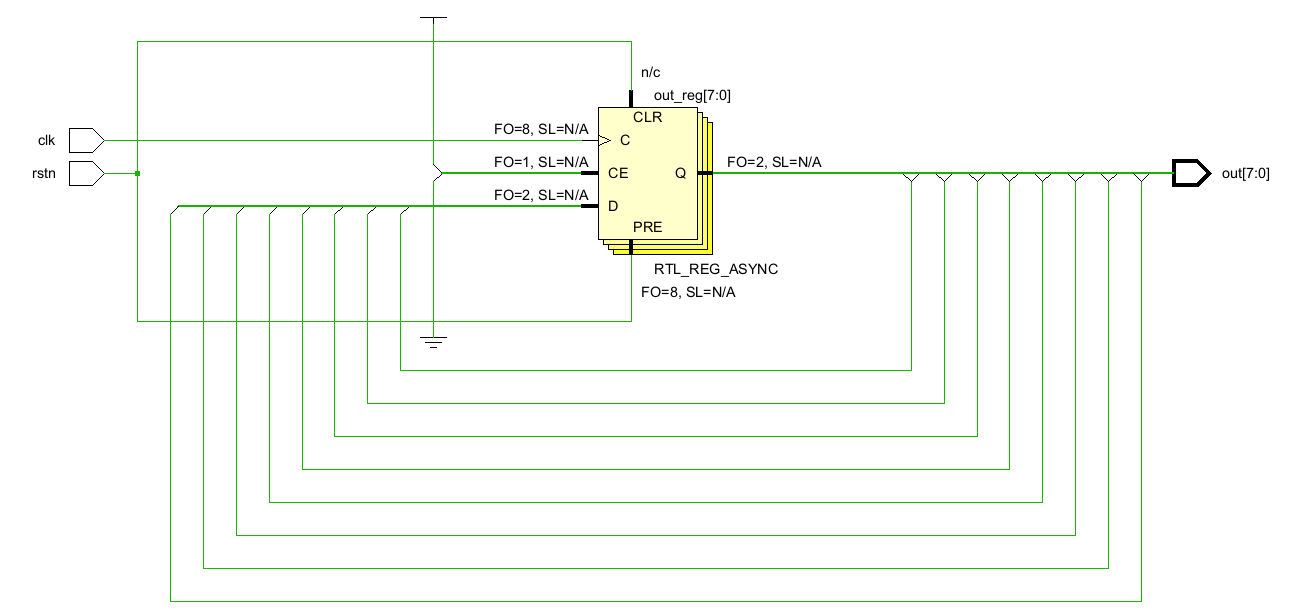 n/c
out_reg[7:0]
CLR
clk
FO=8, SL=N/A
C
rstn
FO=1, SL=N/A
CE
Q
FO=2, SL=N/A
out[7:0]
FO=2, SL=N/A
D
PRE
RTL_REG_ASYNC
FO=8, SL=N/A